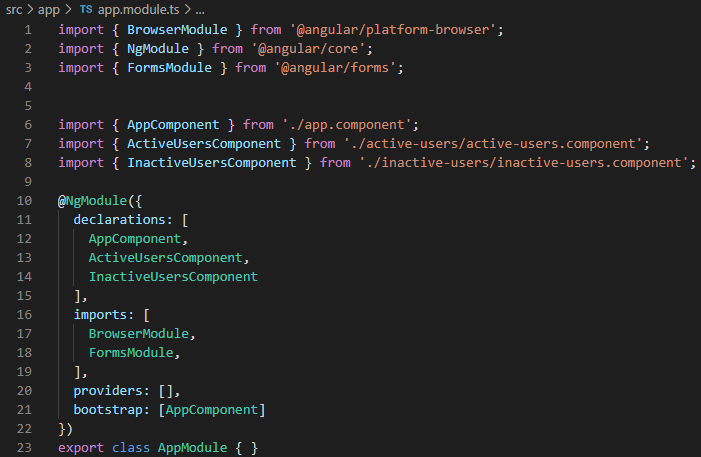 src > app > TS app.module.ts > ...
1 import { BrowserModule } from '@angular/platform-browser';
2 import { NgModule } from '@angular/core';
3 import { FormsModule } from '@angular/forms';
4
5
6 import { AppComponent } from './app.component';
7 import { ActiveUsersComponent } from './active-users/active-users.component';
8 import { InactiveUsersComponent } from './inactive-users/inactive-users.component';
9
10 @NgModule({
11   declarations: [
12     AppComponent,
13     ActiveUsersComponent,
14     InactiveUsersComponent
15   ],
16   imports: [
17     BrowserModule,
18     FormsModule,
19   ],
20   providers: [],
21   bootstrap: [AppComponent]
22 })
23 export class AppModule { }